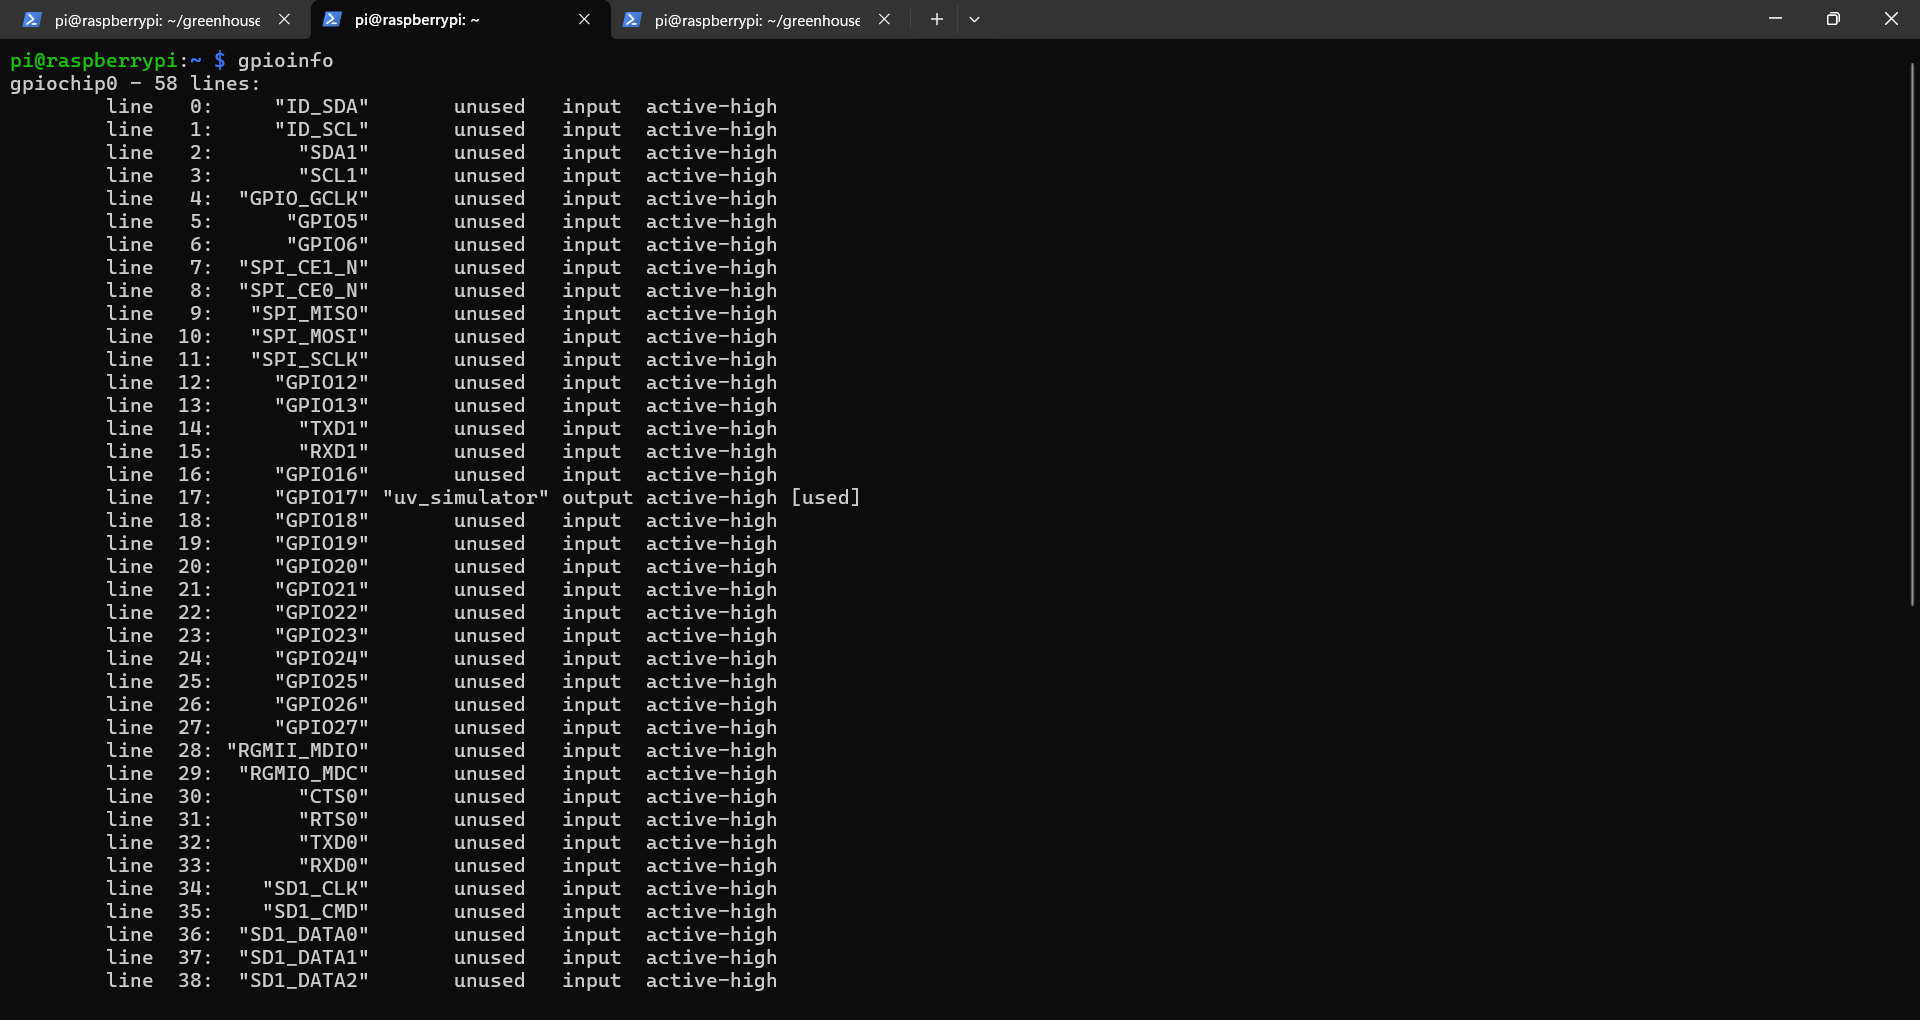 pi@raspberrypi: ~/greenhouse
pi@raspberrypi: ~
pi@raspberrypi: ~/greenhouse
pi@raspberrypi:~ $ gpioinfo
gpiochip0 - 58 lines:
        line   0:     "ID_SDA"       unused   input  active-high
        line   1:     "ID_SCL"       unused   input  active-high
        line   2:       "SDA1"       unused   input  active-high
        line   3:       "SCL1"       unused   input  active-high
        line   4:  "GPIO_GCLK"       unused   input  active-high
        line   5:      "GPIO5"       unused   input  active-high
        line   6:      "GPIO6"       unused   input  active-high
        line   7:  "SPI_CE1_N"       unused   input  active-high
        line   8:  "SPI_CE0_N"       unused   input  active-high
        line   9:   "SPI_MISO"       unused   input  active-high
        line  10:   "SPI_MOSI"       unused   input  active-high
        line  11:   "SPI_SCLK"       unused   input  active-high
        line  12:     "GPIO12"       unused   input  active-high
        line  13:     "GPIO13"       unused   input  active-high
        line  14:       "TXD1"       unused   input  active-high
        line  15:       "RXD1"       unused   input  active-high
        line  16:     "GPIO16"       unused   input  active-high
        line  17:     "GPIO17" "uv_simulator" output active-high [used]
        line  18:     "GPIO18"       unused   input  active-high
        line  19:     "GPIO19"       unused   input  active-high
        line  20:     "GPIO20"       unused   input  active-high
        line  21:     "GPIO21"       unused   input  active-high
        line  22:     "GPIO22"       unused   input  active-high
        line  23:     "GPIO23"       unused   input  active-high
        line  24:     "GPIO24"       unused   input  active-high
        line  25:     "GPIO25"       unused   input  active-high
        line  26:     "GPIO26"       unused   input  active-high
        line  27:     "GPIO27"       unused   input  active-high
        line  28: "RGMII_MDIO"       unused   input  active-high
        line  29:  "RGMIO_MDC"       unused   input  active-high
        line  30:       "CTS0"       unused   input  active-high
        line  31:       "RTS0"       unused   input  active-high
        line  32:       "TXD0"       unused   input  active-high
        line  33:       "RXD0"       unused   input  active-high
        line  34:    "SD1_CLK"       unused   input  active-high
        line  35:    "SD1_CMD"       unused   input  active-high
        line  36:  "SD1_DATA0"       unused   input  active-high
        line  37:  "SD1_DATA1"       unused   input  active-high
        line  38:  "SD1_DATA2"       unused   input  active-high